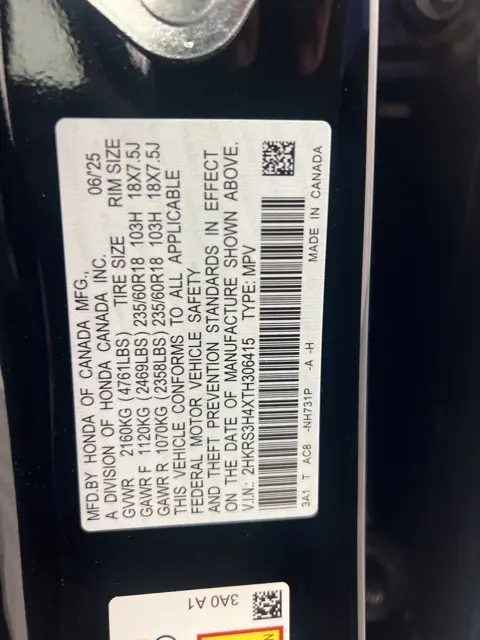 MFD.BY HONDA OF CANADA MFG.,
A DIVISION OF HONDA CANADA INC. 06/'25
GVWR 2160KG (4761LBS) TIRE SIZE RIM SIZE
GAWR F 1120KG (2469LBS) 235/60R18 103H 18X7.5J
GAWR R 1070KG (2358LBS) 235/60R18 103H 18X7.5J
THIS VEHICLE CONFORMS TO ALL APPLICABLE
FEDERAL MOTOR VEHICLE SAFETY
AND THEFT PREVENTION STANDARDS IN EFFECT
ON THE DATE OF MANUFACTURE SHOWN ABOVE.
V.I.N.: 2HKRS3H4XTH306415 TYPE: MPV
3A1 T AC8 -NH731P -A -H MADE IN CANADA
3A0 A1